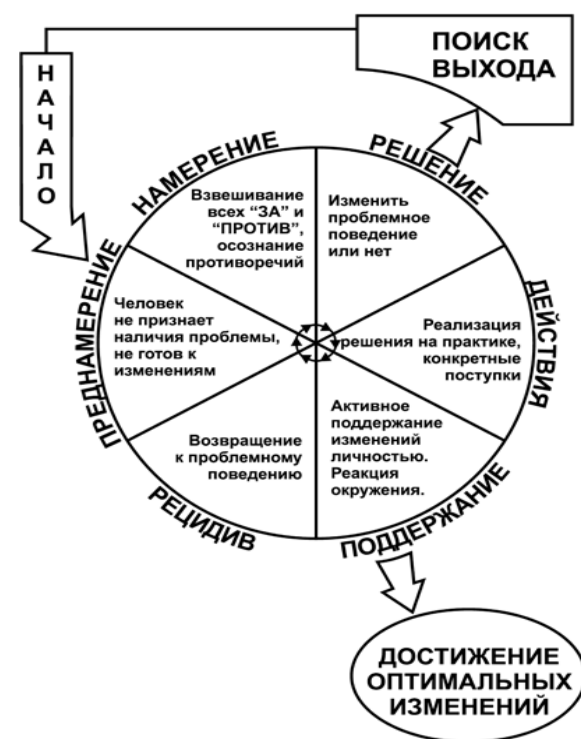 НАЧАЛО
ПОИСК
ВЫХОДА
НАМЕРЕНИЕ
Взвешивание
всех “ЗА” и
“ПРОТИВ”,
осознание
противоречий
РЕШЕНИЕ
Изменить
проблемное
поведение
или нет
ПРЕДНАМЕРЕНИЕ
Человек
не признает
наличия проблемы,
не готов к
изменениям
ДЕЙСТВИЯ
Реализация
решения на практике,
конкретные
поступки
РЕЦИДИВ
Возвращение
к проблемному
поведению
ПОДДЕРЖАНИЕ
Активное
поддержание
изменений
личностью.
Реакция
окружения.
ДОСТИЖЕНИЕ
ОПТИМАЛЬНЫХ
ИЗМЕНЕНИЙ